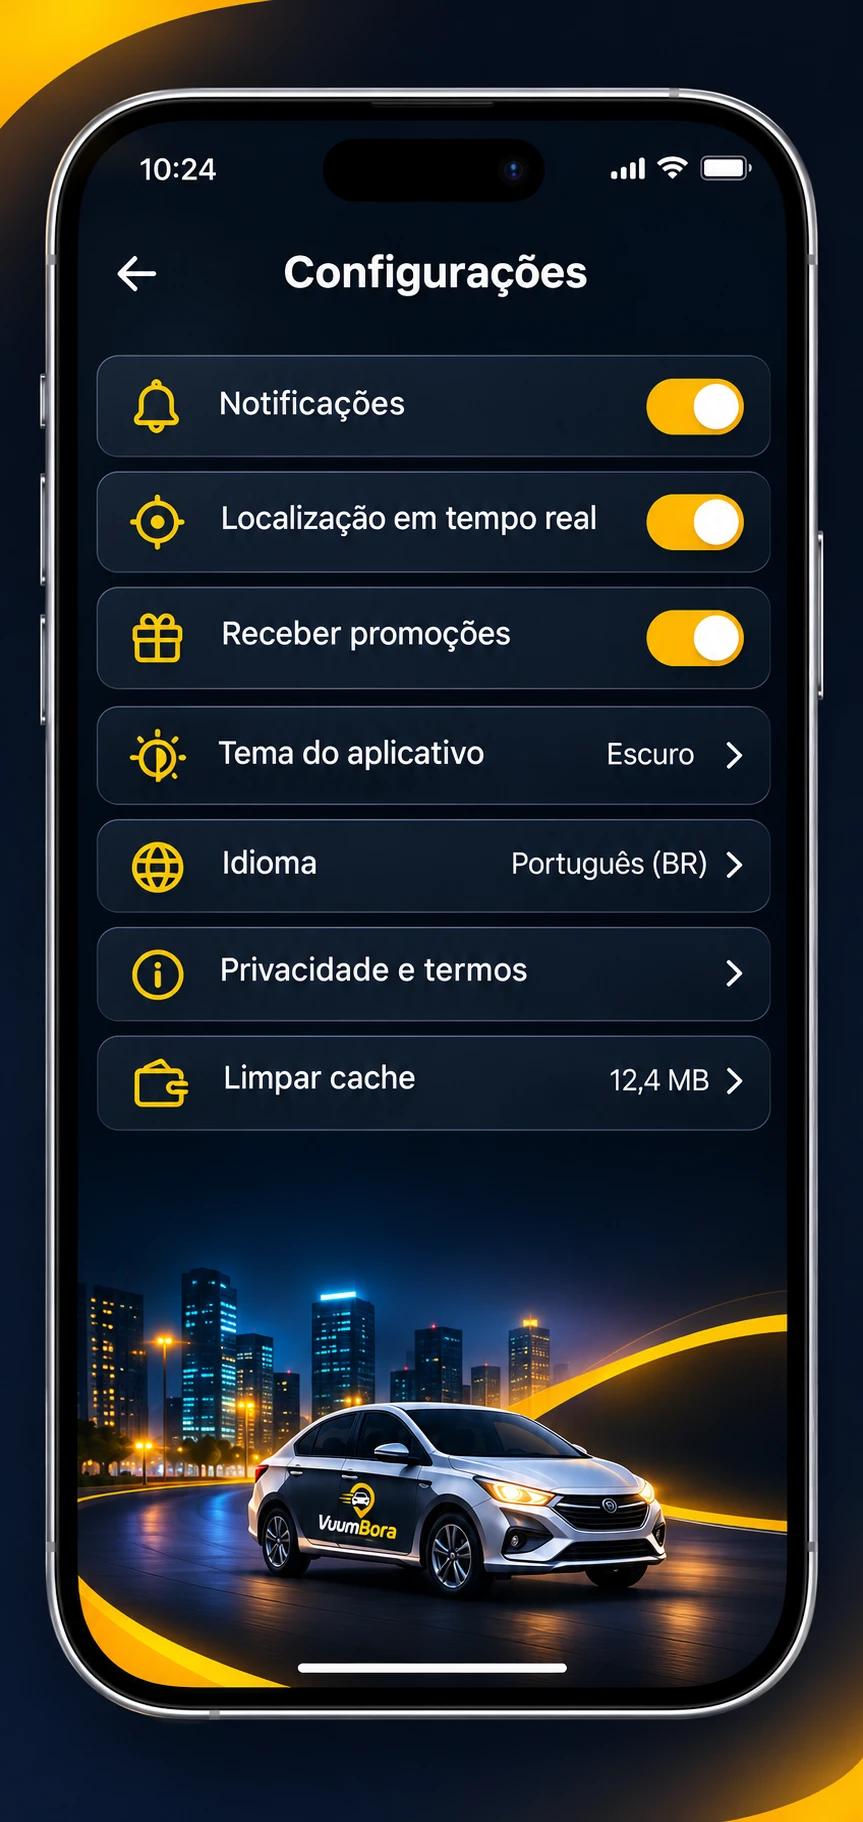 10:24
Configurações
Notificações
Localização em tempo real
Receber promoções
Tema do aplicativo Escuro
Idioma Português (BR)
Privacidade e termos
Limpar cache 12,4 MB
VuumBora